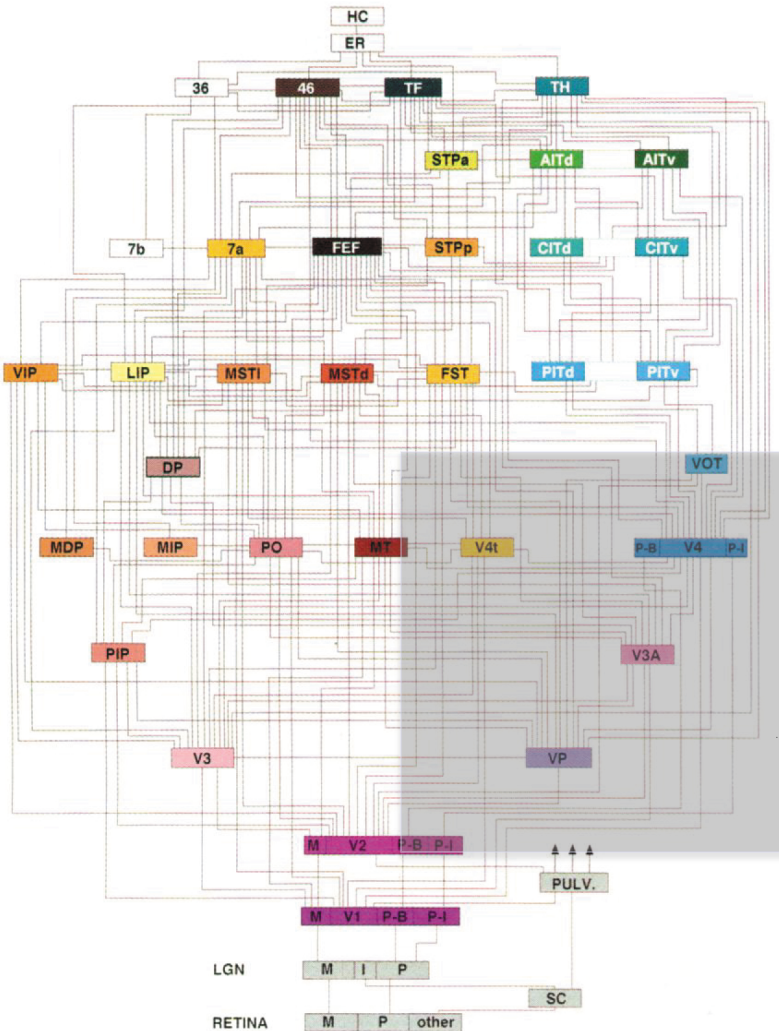 HC
ER
36 46 TF TH
STPa AITd AITv
7b 7a FEF STPp CITd CITv
VIP LIP MSTl MSTd FST PITd PITv
DP VOT
MDP MIP PO MT V4t P-B V4 P-I
PIP V3A
V3 VP
M V2 P-B P-I
PULV.
M V1 P-B P-I
LGN M I P
SC
RETINA M P other